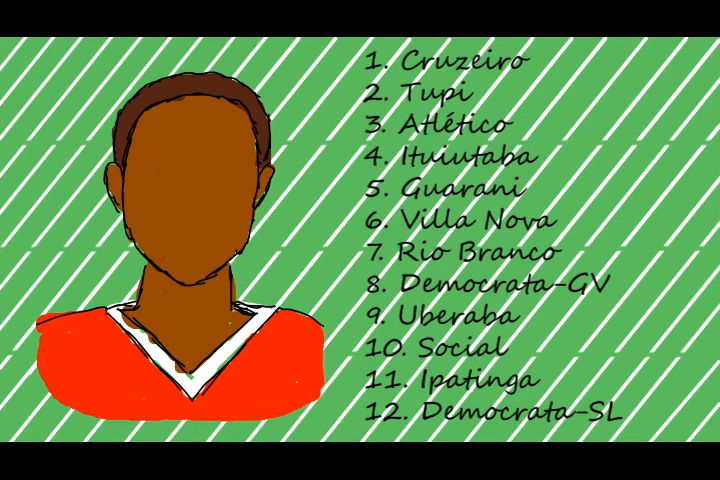 1. Cruzeiro
2. Tupi
3. Atlético
4. Ituiutaba
5. Guarani
6. Villa Nova
7. Rio Branco
8. Democrata-GV
9. Uberaba
10. Social
11. Ipatinga
12. Democrata-SL